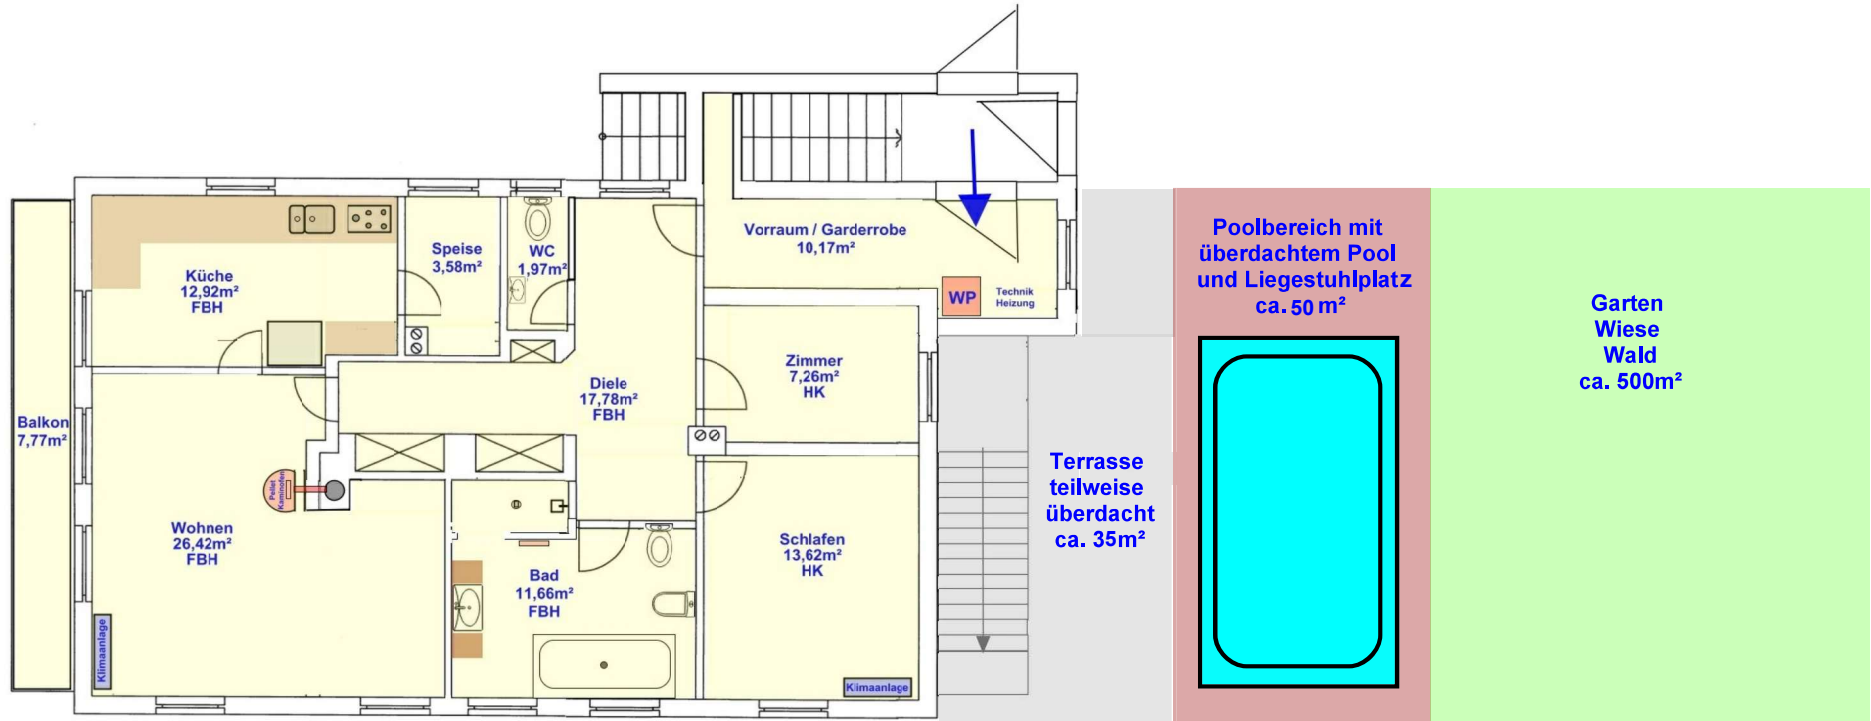 Balkon
7,77m²
Küche
12,92m²
FBH
Speise
3,58m²
WC
1,97m²
Vorraum / Garderrobe
10,17m²
WP
Technik
Heizung
Zimmer
7,26m²
HK
Diele
17,78m²
FBH
Pellet
Kaminofen
Wohnen
26,42m²
FBH
Klimaanlage
Bad
11,66m²
FBH
Schlafen
13,62m²
HK
Klimaanlage
Terrasse
teilweise
überdacht
ca. 35m²
Poolbereich mit
überdachtem Pool
und Liegestuhlplatz
ca. 50 m²
Garten
Wiese
Wald
ca. 500m²